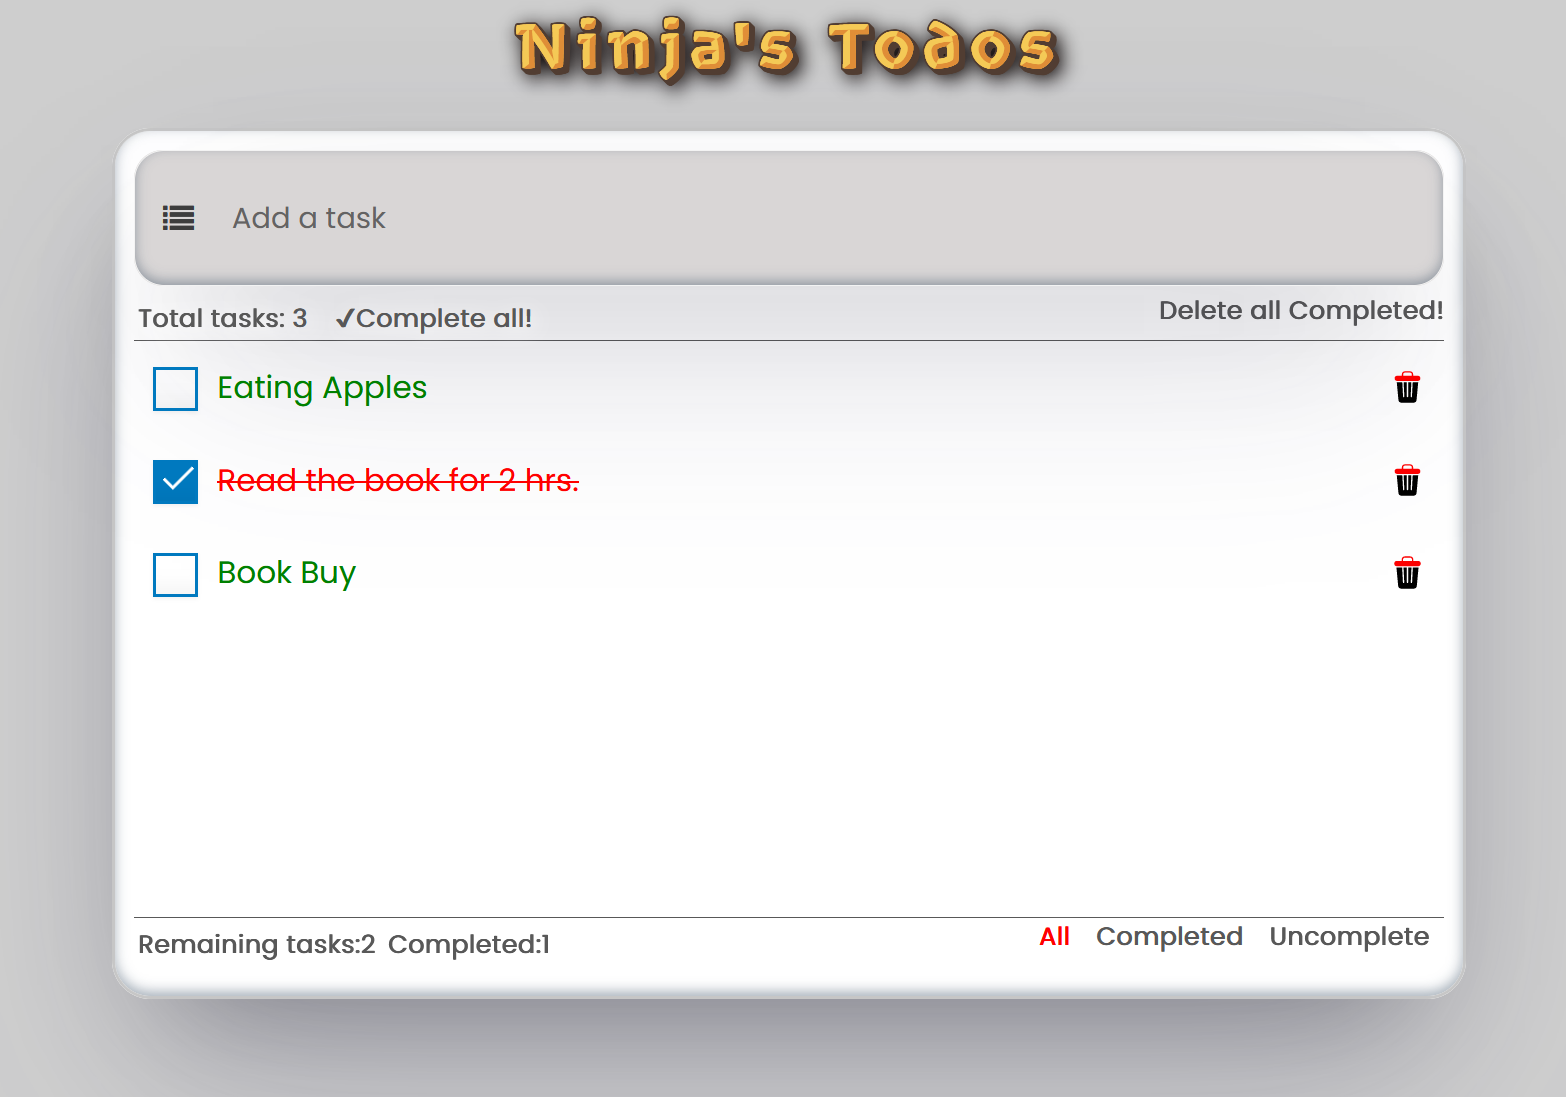 Ninja's Todos
Add a task
Total tasks: 3 ✔Complete all! Delete all Completed!
Eating Apples
Read the book for 2 hrs.
Book Buy
Remaining tasks:2 Completed:1 All Completed Uncomplete